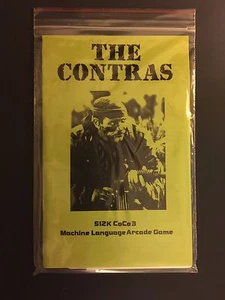 THE
CONTRAS
512K CoCo 3
Machine Language Arcade Game